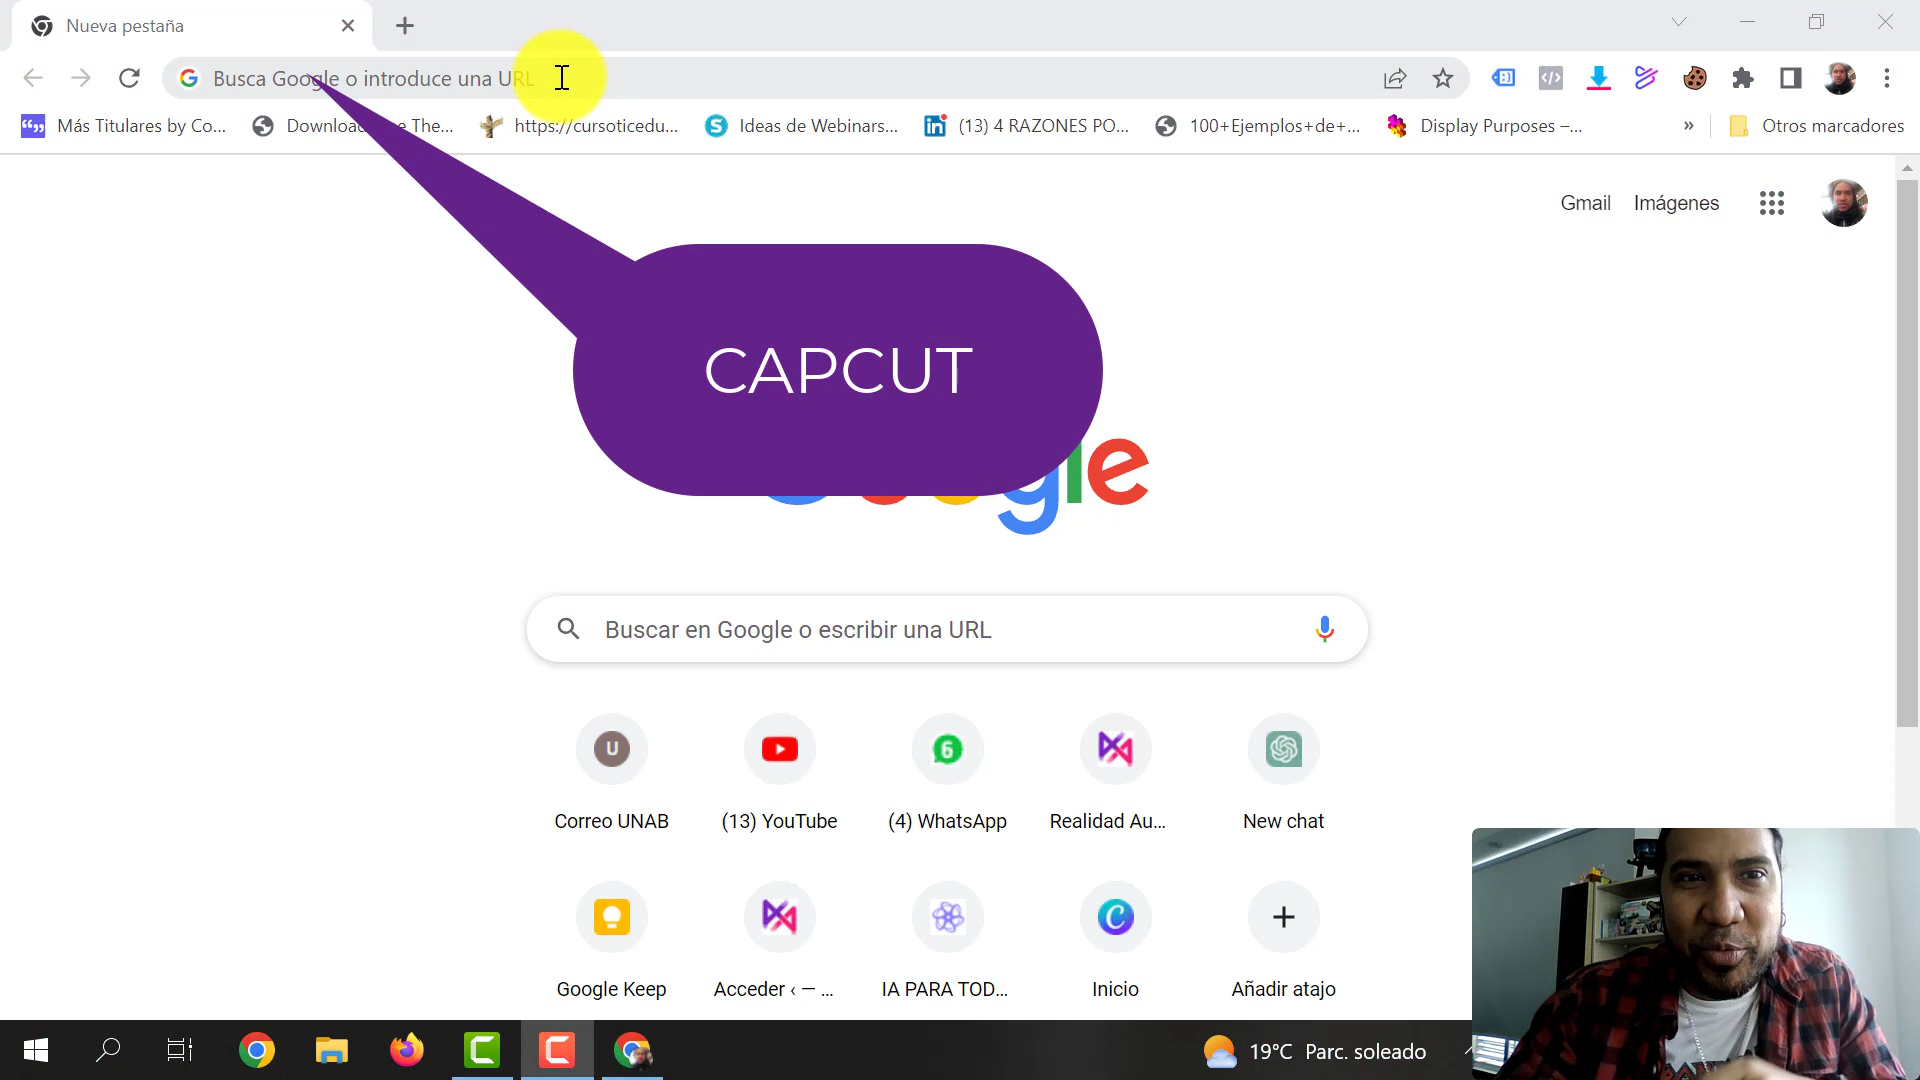 Nueva pestaña
Busca Google o introduce una URL
Más Titulares by Co...
Download
e The...
https://cursoticedu...
Ideas de Webinars...
(13) 4 RAZONES PO...
100+Ejemplos+de+...
Display Purposes –...
»
Otros marcadores
Gmail
Imágenes
CAPCUT
gle
Buscar en Google o escribir una URL
U
6
Correo UNAB
(13) YouTube
(4) WhatsApp
Realidad Au...
New chat
Google Keep
Acceder ‹ — ...
IA PARA TOD...
Inicio
Añadir atajo
19°C Parc. soleado